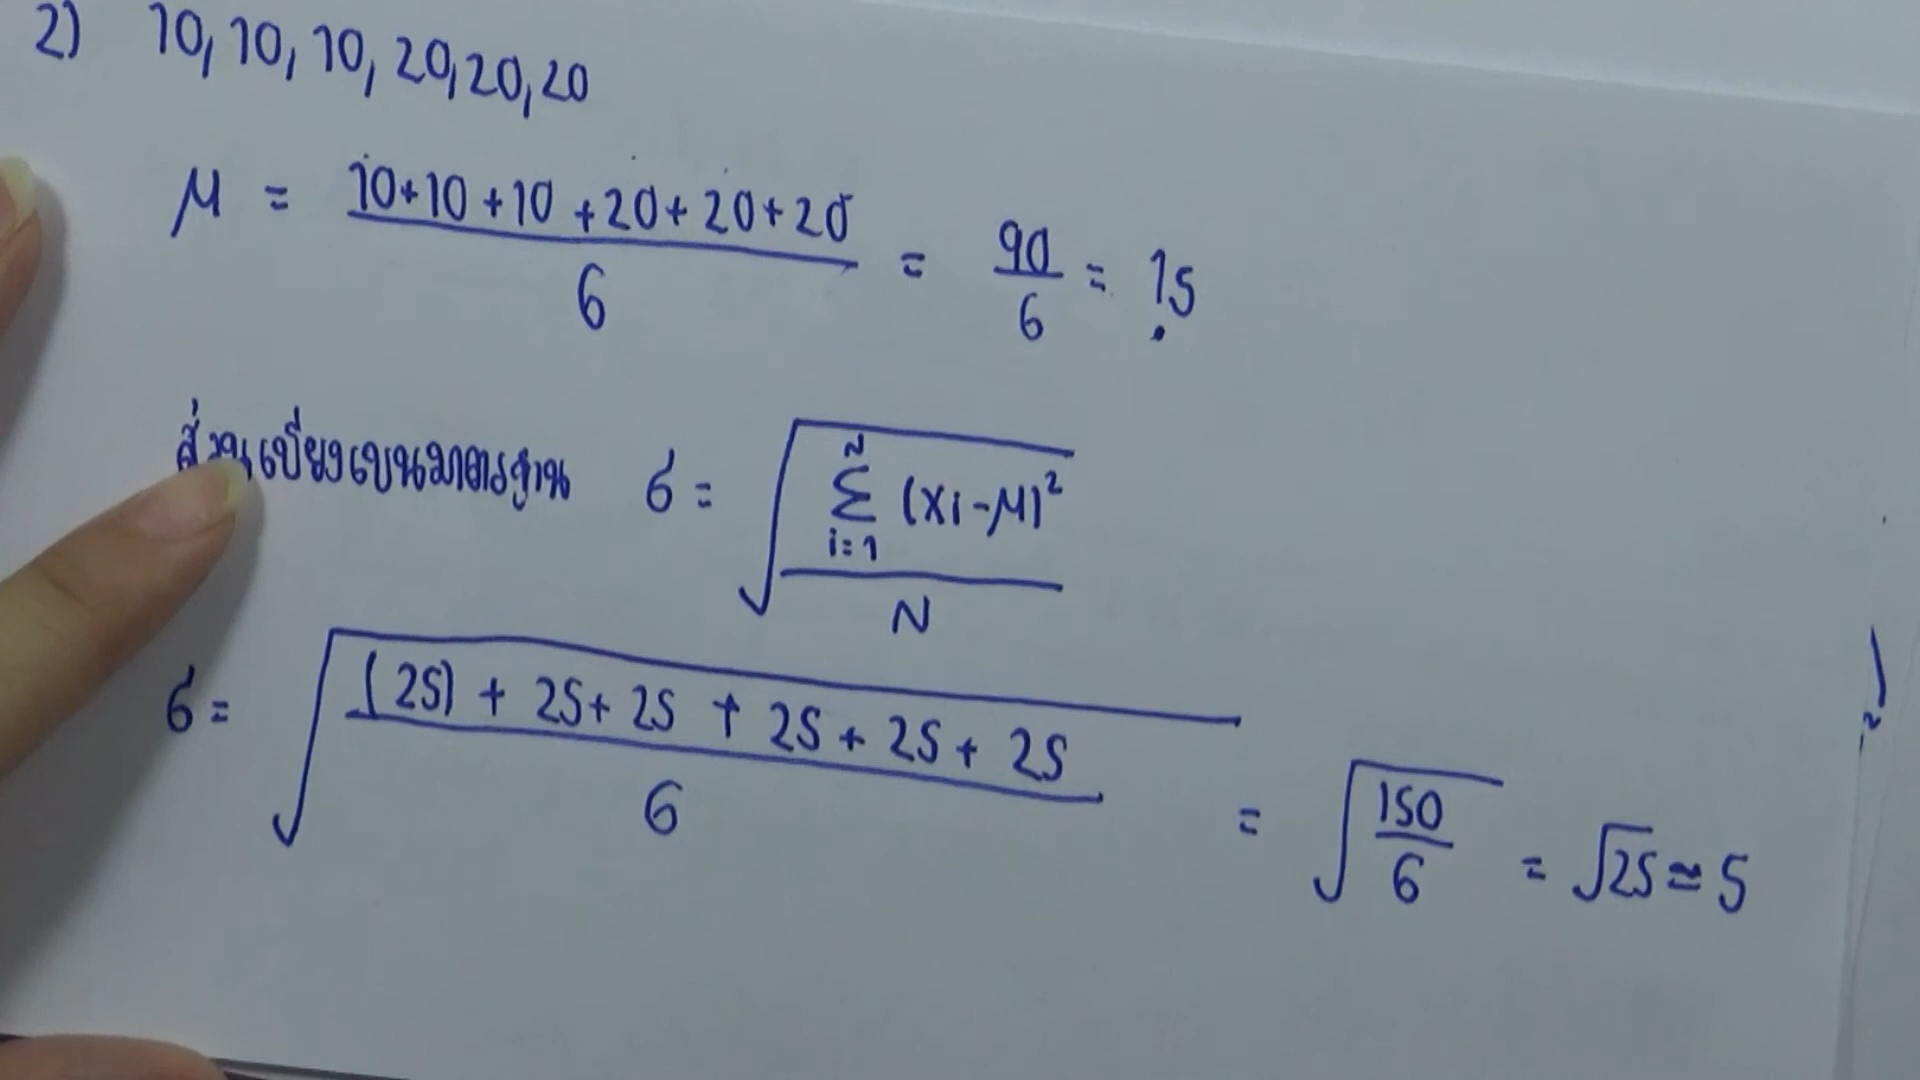 2) 10, 10, 10, 20, 20, 20
μ = (10+10+10+20+20+20)/6 = 90/6 = 15
ส่วนเบี่ยงเบนมาตรฐาน σ = √(∑_{i=1}^{N} (xi-μ)²/N)
σ = √(((25) + 25 + 25 + 25 + 25 + 25)/6) = √(150/6) = √25 ≃ 5